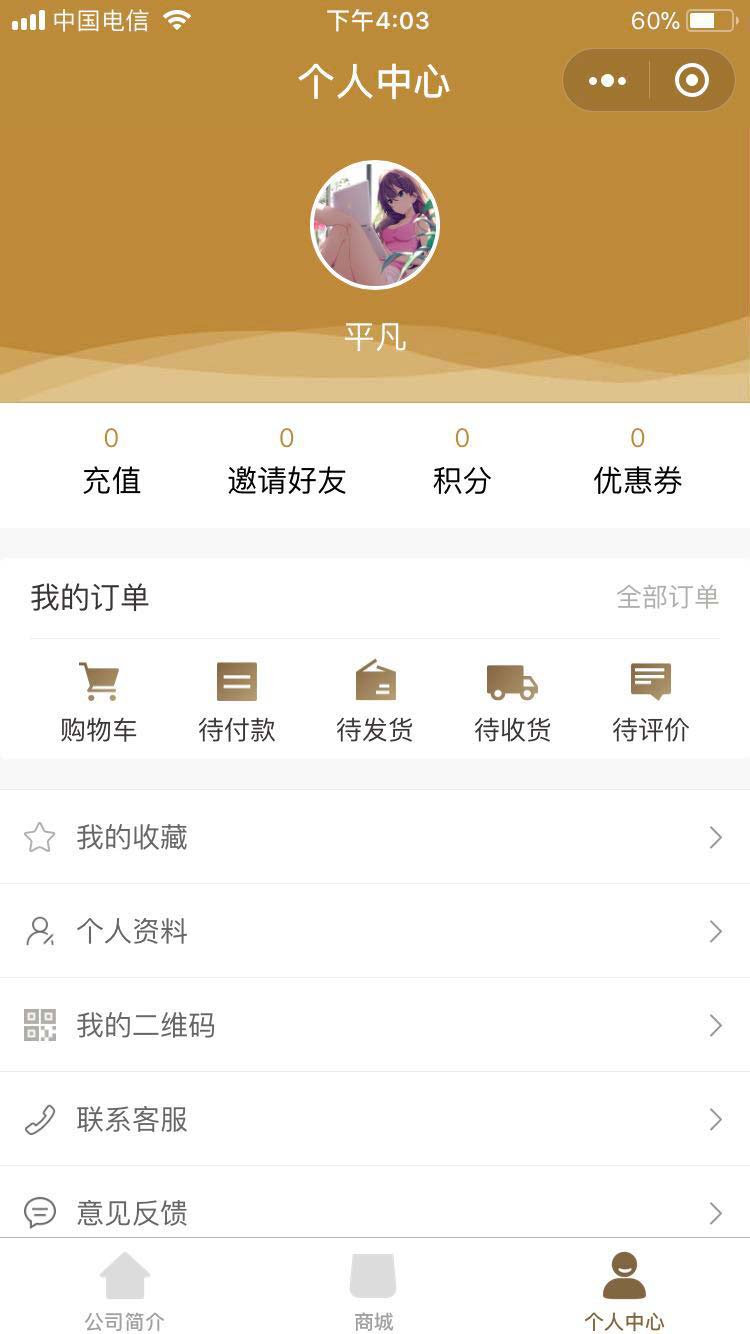 中国电信 下午4:03 60%
个人中心
平凡
0 0 0 0
充值 邀请好友 积分 优惠券
我的订单 全部订单
购物车 待付款 待发货 待收货 待评价
我的收藏
个人资料
我的二维码
联系客服
意见反馈
公司简介 商城 个人中心